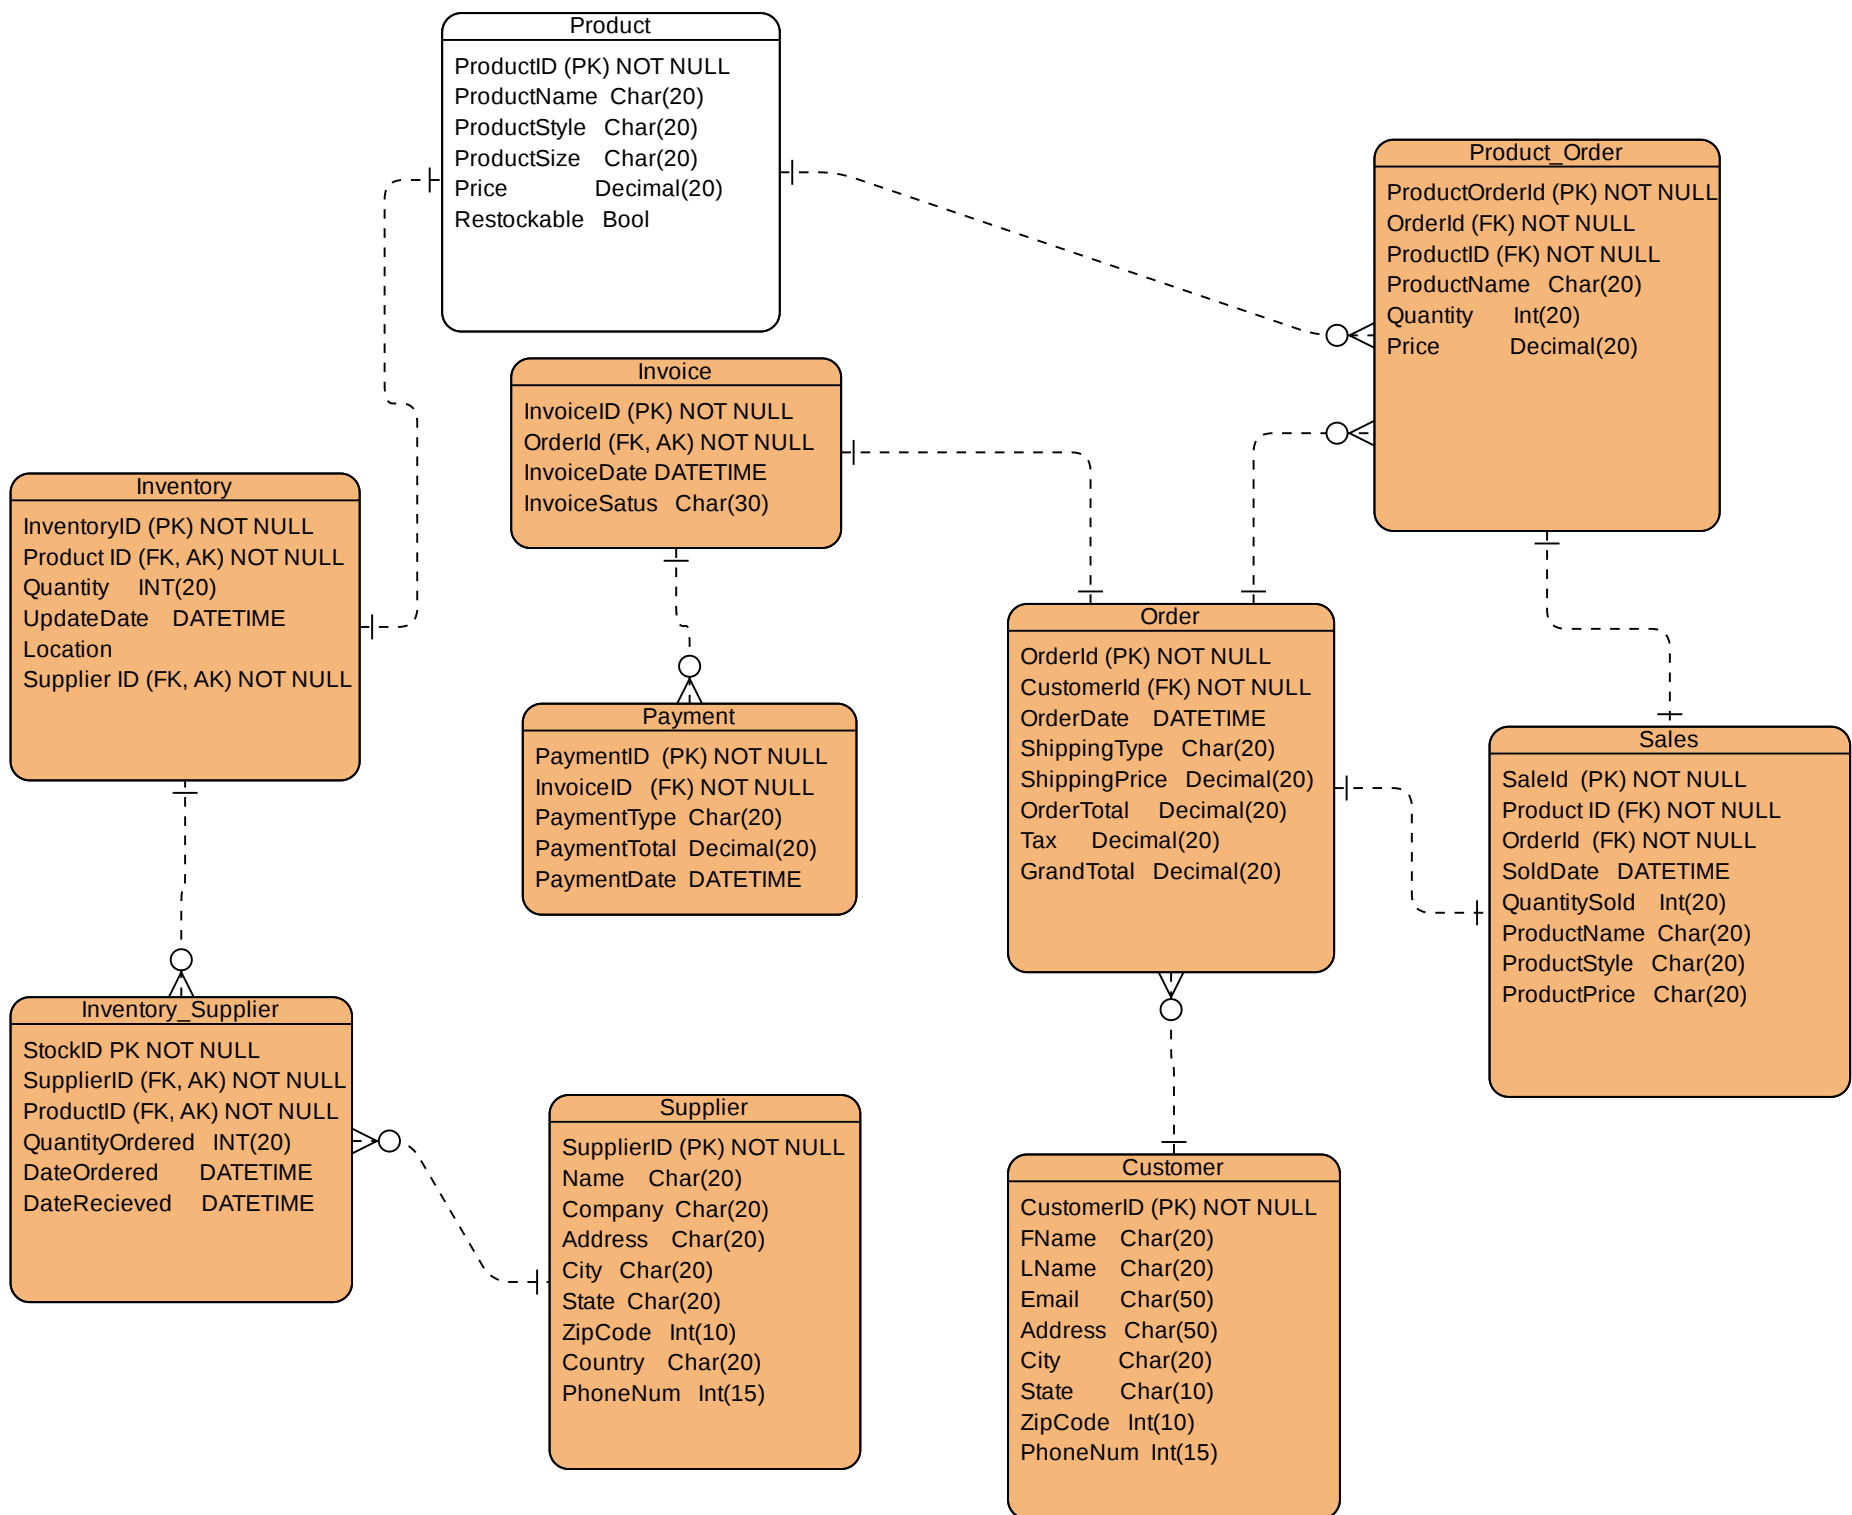 Product
ProductID (PK) NOT NULL
ProductName Char(20)
ProductStyle Char(20)
ProductSize Char(20)
Price Decimal(20)
Restockable Bool
Product_Order
ProductOrderId (PK) NOT NULL
OrderId (FK) NOT NULL
ProductID (FK) NOT NULL
ProductName Char(20)
Quantity Int(20)
Price Decimal(20)
Invoice
InvoiceID (PK) NOT NULL
OrderId (FK, AK) NOT NULL
InvoiceDate DATETIME
InvoiceSatus Char(30)
Inventory
InventoryID (PK) NOT NULL
Product ID (FK, AK) NOT NULL
Quantity INT(20)
UpdateDate DATETIME
Location
Supplier ID (FK, AK) NOT NULL
Order
OrderId (PK) NOT NULL
CustomerId (FK) NOT NULL
OrderDate DATETIME
ShippingType Char(20)
ShippingPrice Decimal(20)
OrderTotal Decimal(20)
Tax Decimal(20)
GrandTotal Decimal(20)
Payment
PaymentID (PK) NOT NULL
InvoiceID (FK) NOT NULL
PaymentType Char(20)
PaymentTotal Decimal(20)
PaymentDate DATETIME
Sales
SaleId (PK) NOT NULL
Product ID (FK) NOT NULL
OrderId (FK) NOT NULL
SoldDate DATETIME
QuantitySold Int(20)
ProductName Char(20)
ProductStyle Char(20)
ProductPrice Char(20)
Inventory_Supplier
StockID PK NOT NULL
SupplierID (FK, AK) NOT NULL
ProductID (FK, AK) NOT NULL
QuantityOrdered INT(20)
DateOrdered DATETIME
DateRecieved DATETIME
Supplier
SupplierID (PK) NOT NULL
Name Char(20)
Company Char(20)
Address Char(20)
City Char(20)
State Char(20)
ZipCode Int(10)
Country Char(20)
PhoneNum Int(15)
Customer
CustomerID (PK) NOT NULL
FName Char(20)
LName Char(20)
Email Char(50)
Address Char(50)
City Char(20)
State Char(10)
ZipCode Int(10)
PhoneNum Int(15)